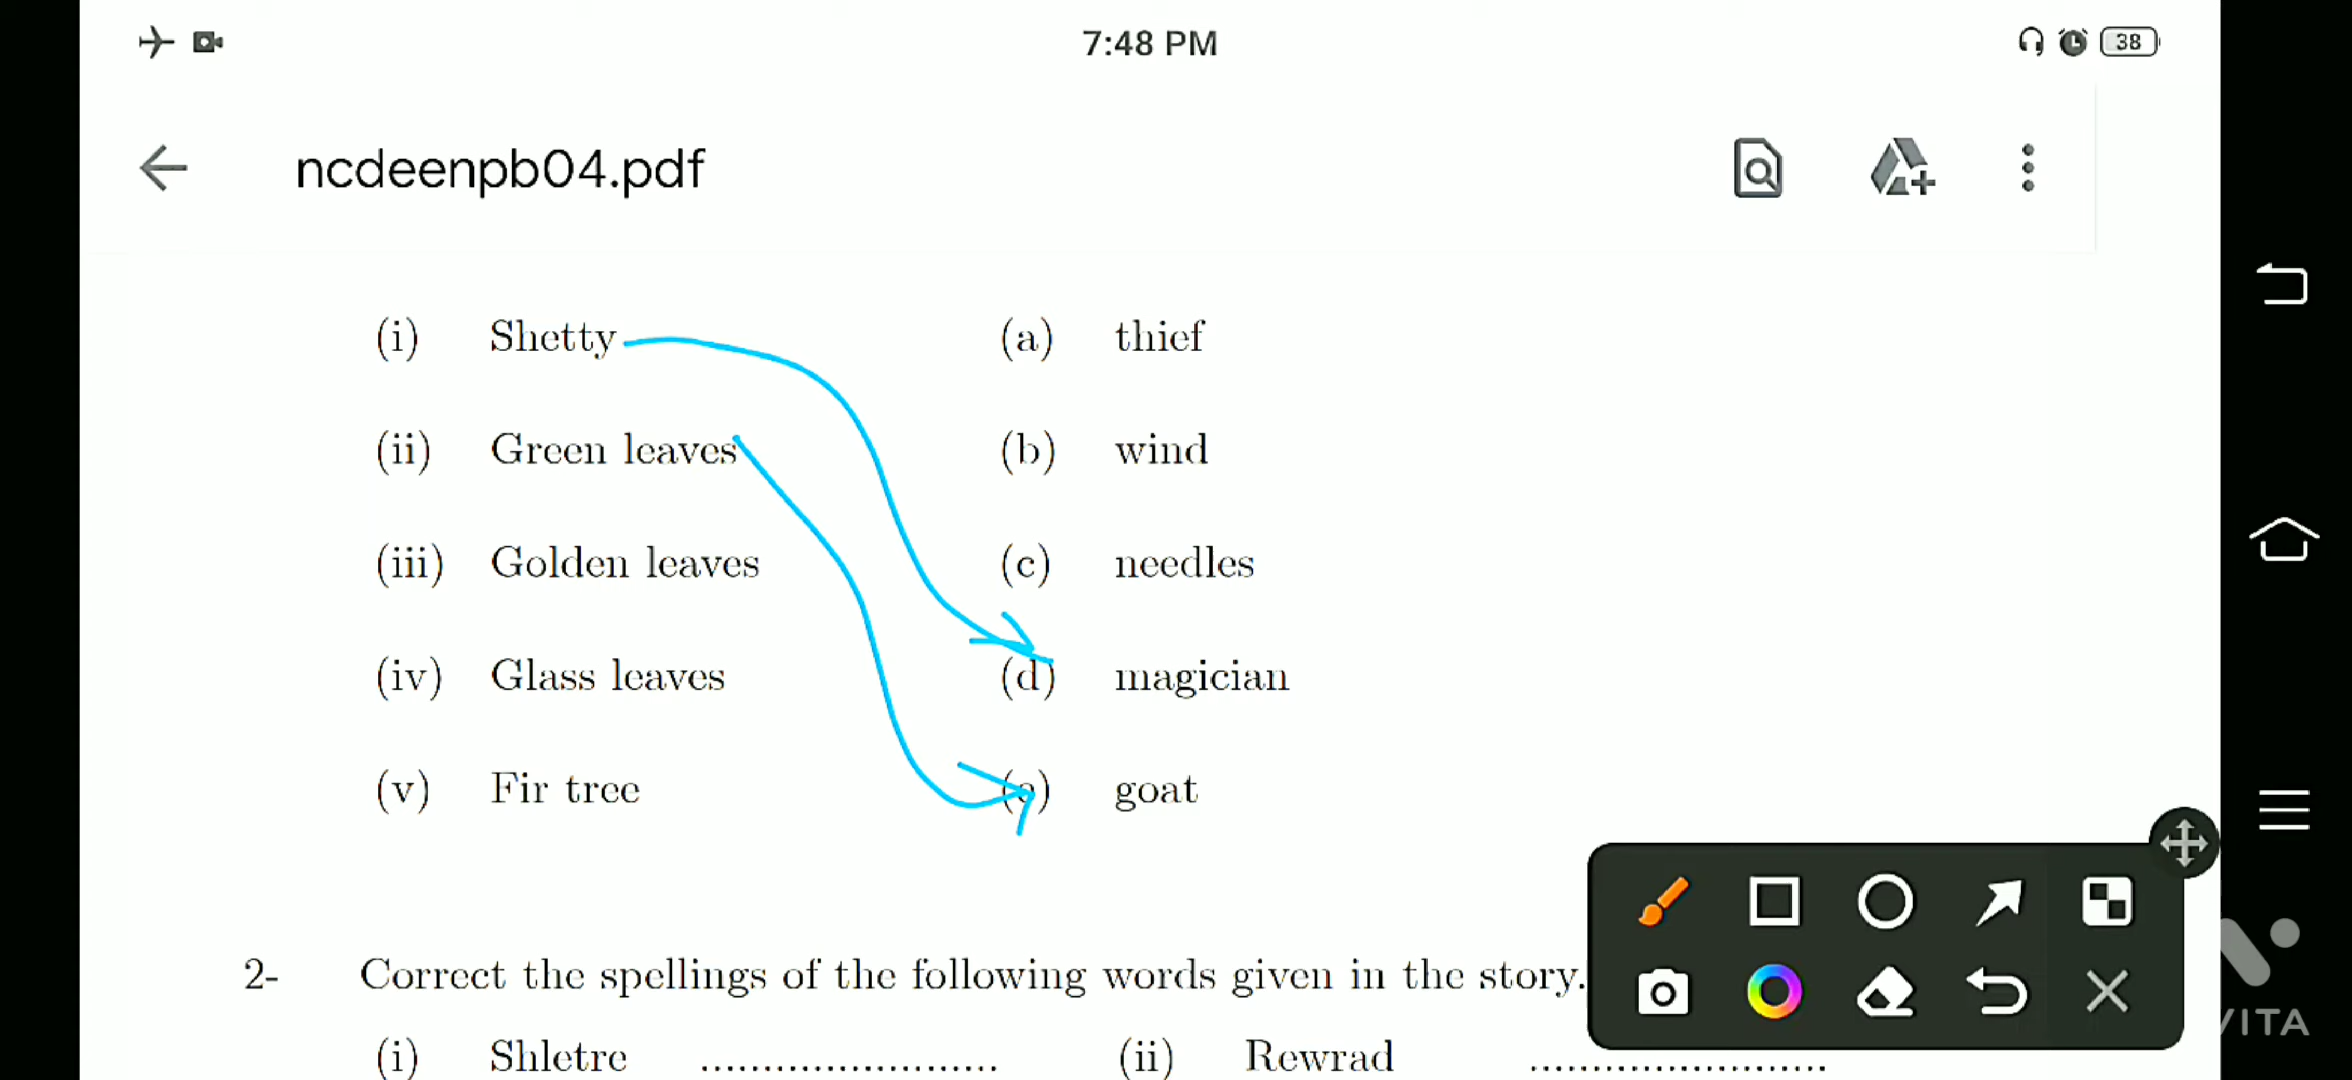 7:48 PM
38
ncdeenpb04.pdf
(i) Shetty (a) thief
(ii) Green leaves (b) wind
(iii) Golden leaves (c) needles
(iv) Glass leaves (d) magician
(v) Fir tree (e) goat
2- Correct the spellings of the following words given in the story.
(i) Shletre ........................ (ii) Rewrad ........................
VITA